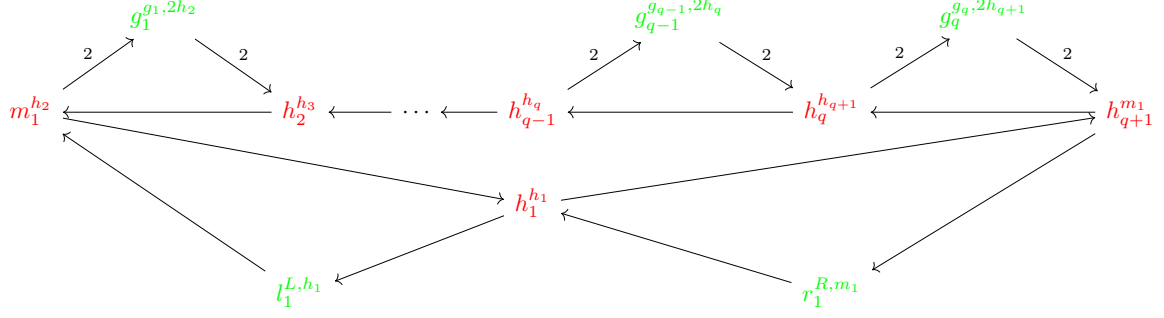 $g_1^{g_1,2h_2}$ $g_{q-1}^{g_{q-1},2h_q}$ $g_q^{g_q,2h_{q+1}}$
2 2 2 2 2 2
$m_1^{h_2}$ $h_2^{h_3}$ ⋯ $h_{q-1}^{h_q}$ $h_q^{h_{q+1}}$ $h_{q+1}^{m_1}$
$h_1^{h_1}$
$l_1^{L,h_1}$ $r_1^{R,m_1}$